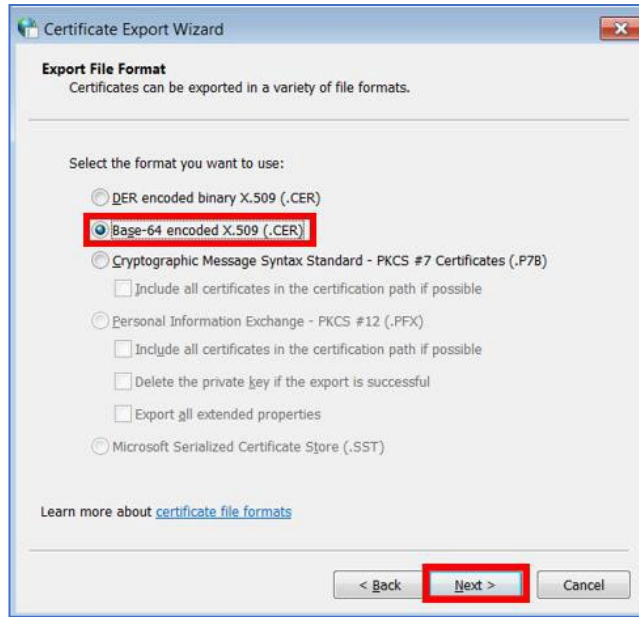 Certificate Export Wizard
Export File Format
Certificates can be exported in a variety of file formats.
Select the format you want to use:
DER encoded binary X.509 (.CER)
Base-64 encoded X.509 (.CER)
Cryptographic Message Syntax Standard - PKCS #7 Certificates (.P7B)
Include all certificates in the certification path if possible
Personal Information Exchange - PKCS #12 (.PFX)
Include all certificates in the certification path if possible
Delete the private key if the export is successful
Export all extended properties
Microsoft Serialized Certificate Store (.SST)
Learn more about certificate file formats
< Back Next > Cancel